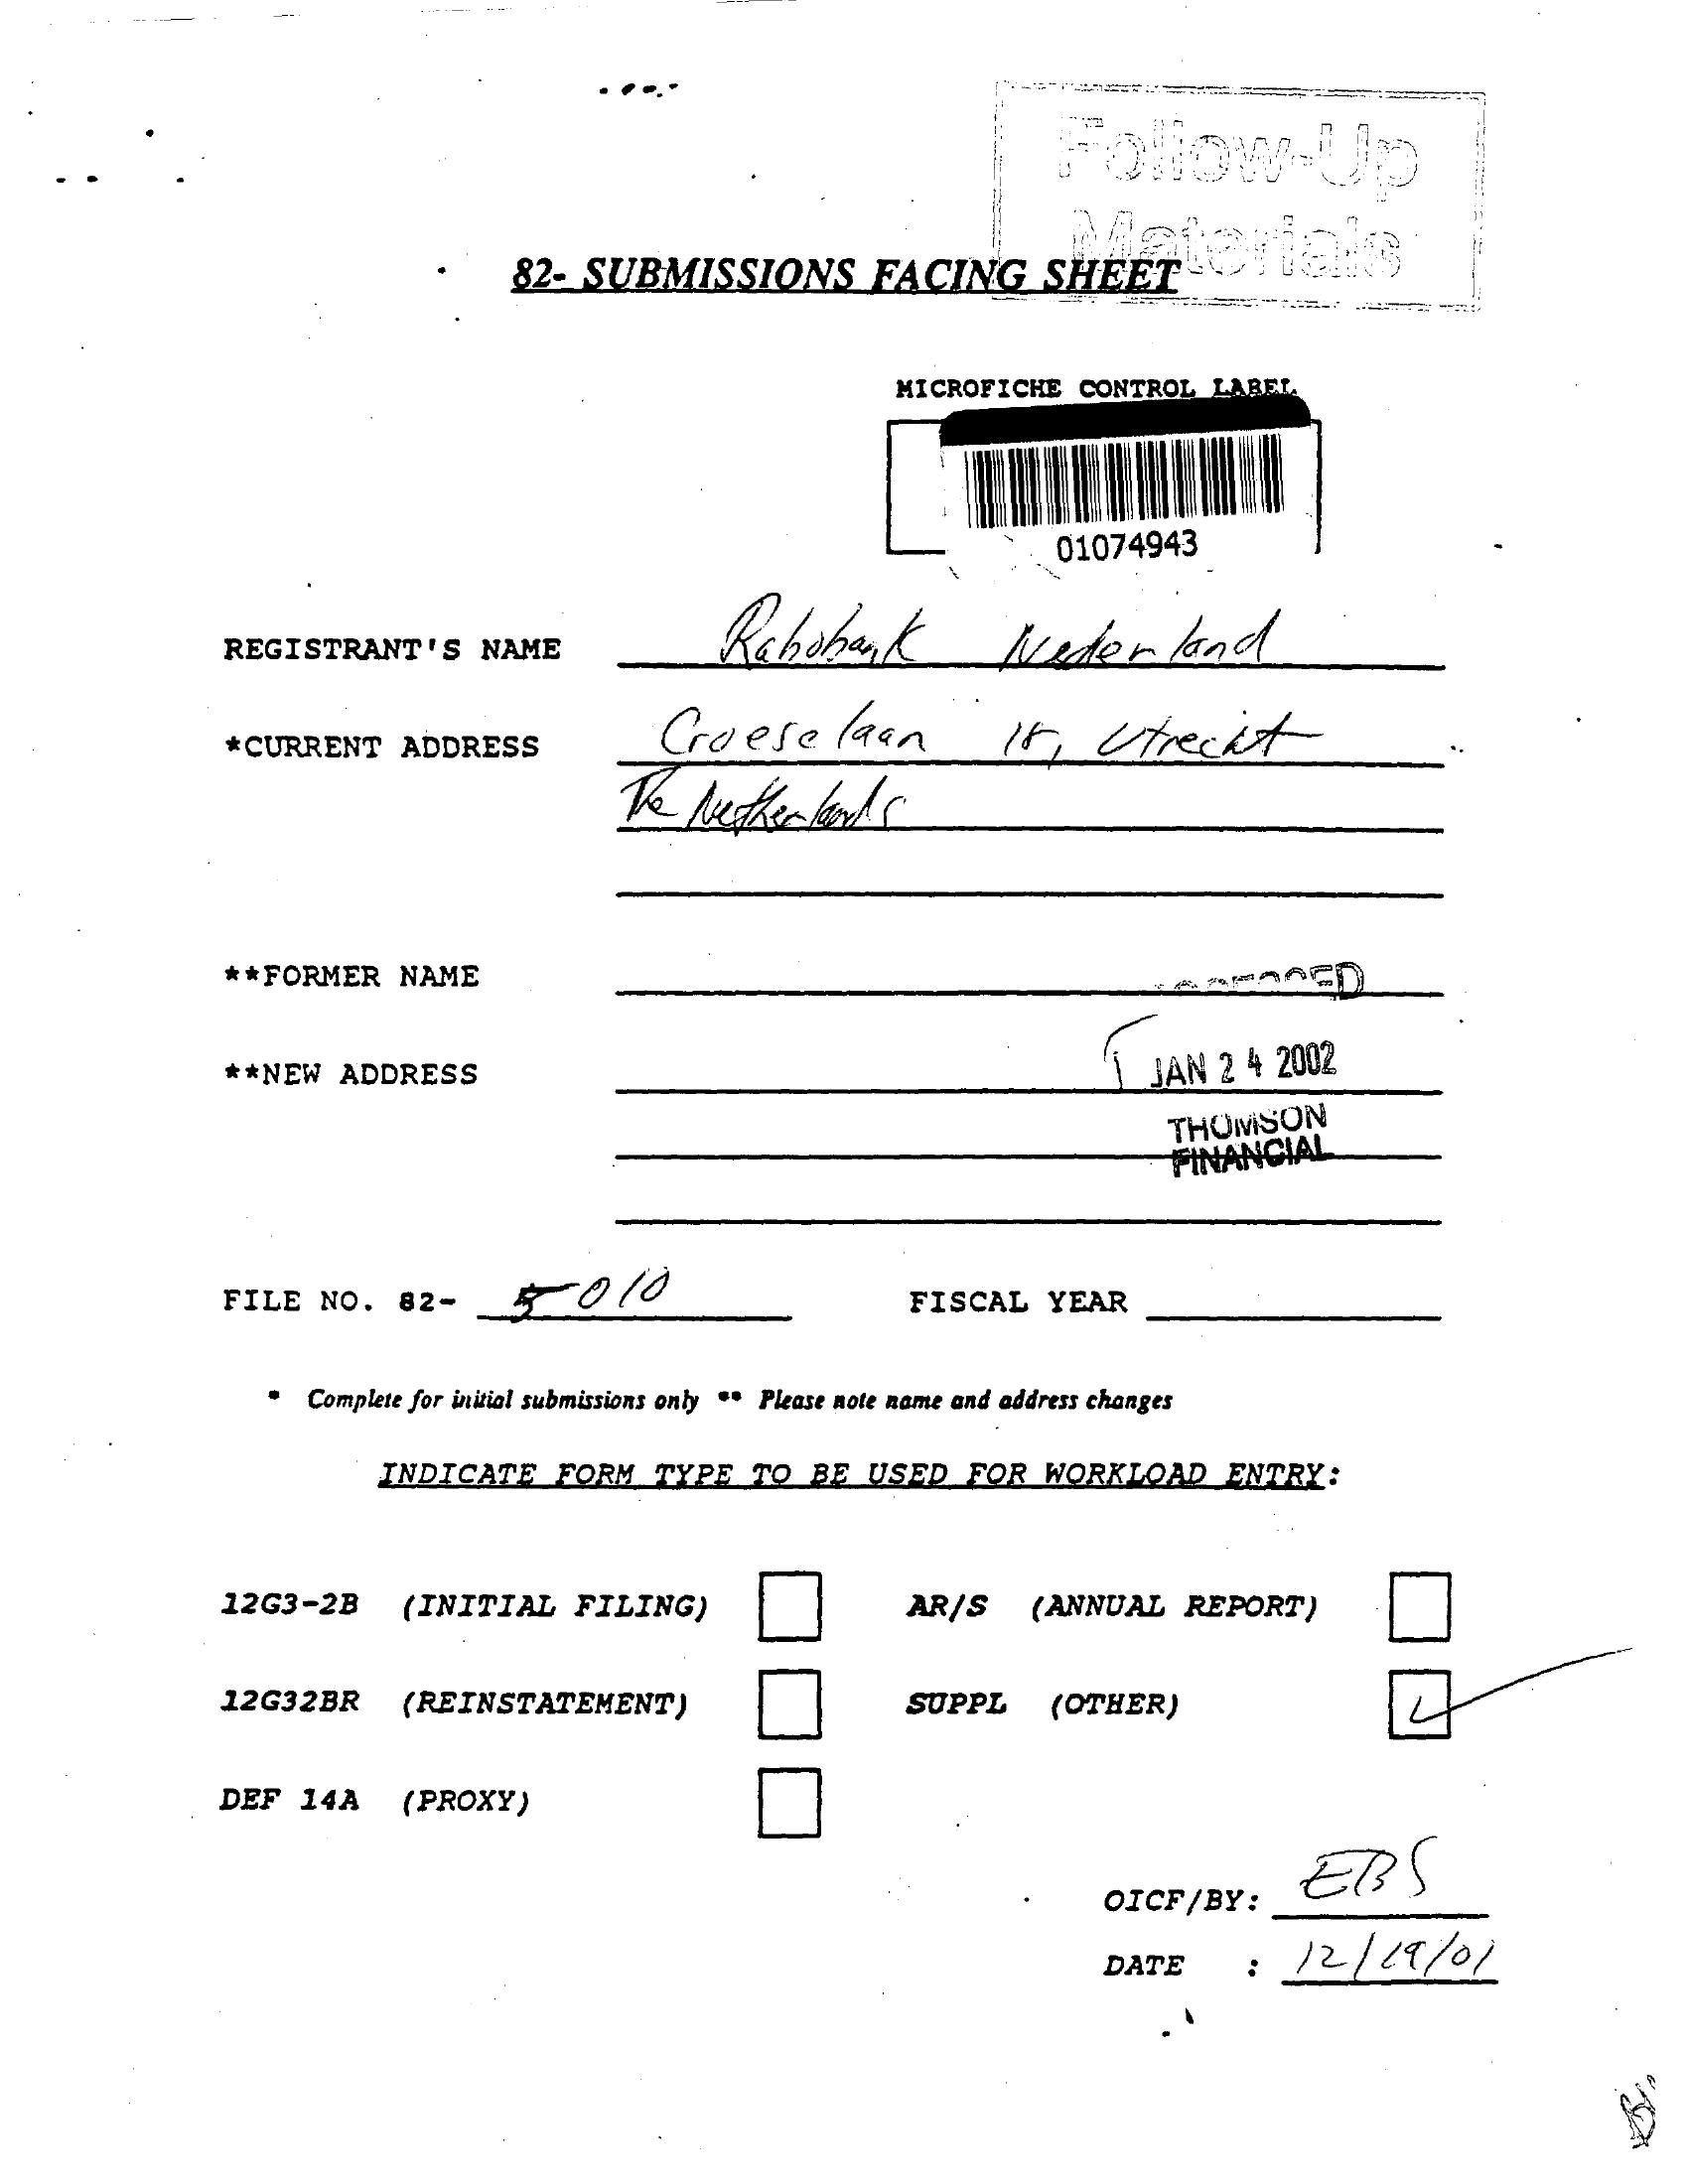 Follow-Up
Materials
82- SUBMISSIONS FACING SHEET
MICROFICHE CONTROL LABEL
01074943
REGISTRANT'S NAME Rabobank Nederland
*CURRENT ADDRESS Croeselaan 18, Utrecht
The Netherlands
**FORMER NAME
**NEW ADDRESS
JAN 24 2002
THOMSON
FINANCIAL
FILE NO. 82- 5010 FISCAL YEAR
* Complete for initial submissions only ** Please note name and address changes
INDICATE FORM TYPE TO BE USED FOR WORKLOAD ENTRY:
12G3-2B (INITIAL FILING) AR/S (ANNUAL REPORT)
12G32BR (REINSTATEMENT) SUPPL (OTHER)
DEF 14A (PROXY)
OICF/BY: EBS
DATE : 12/19/01